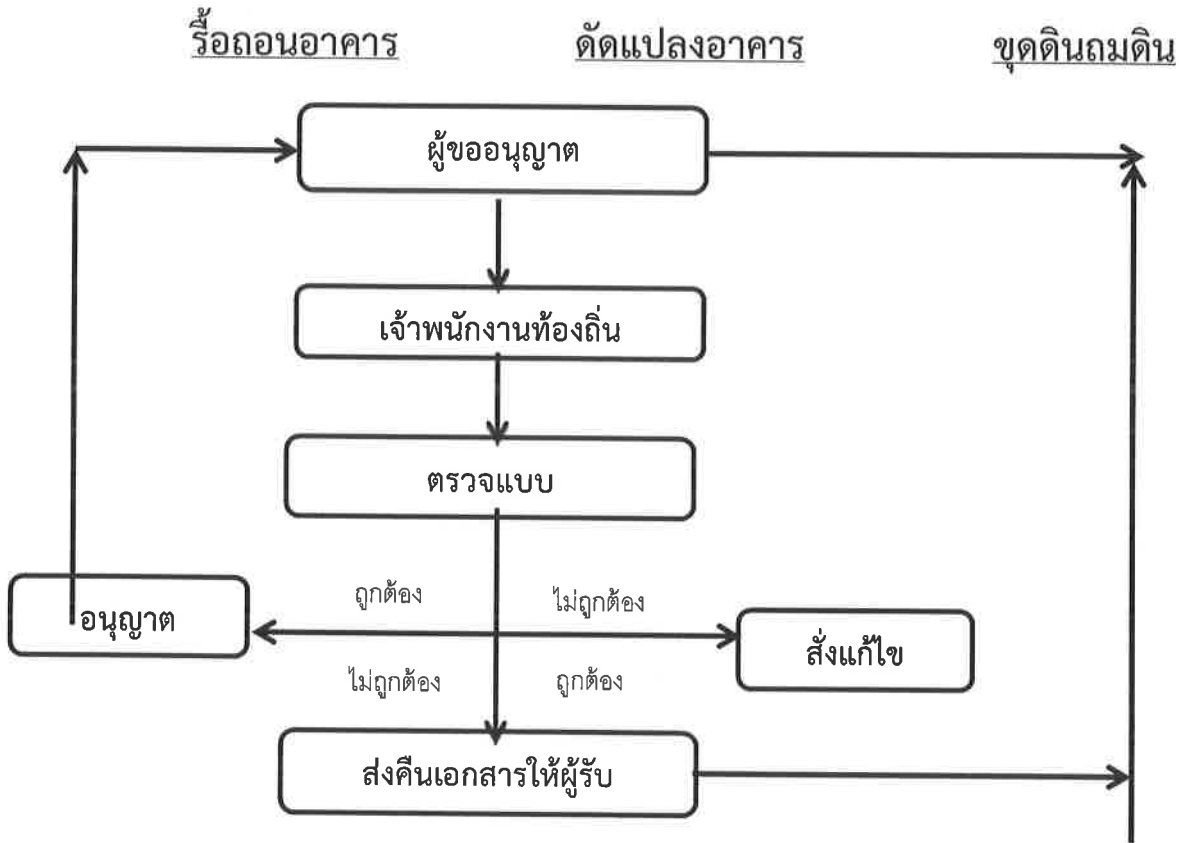 รื้อถอนอาคาร ดัดแปลงอาคาร ขุดดินถมดิน
ผู้ขออนุญาต
เจ้าพนักงานท้องถิ่น
ตรวจแบบ
ถูกต้อง ไม่ถูกต้อง
อนุญาต
สั่งแก้ไข
ไม่ถูกต้อง ถูกต้อง
ส่งคืนเอกสารให้ผู้รับ